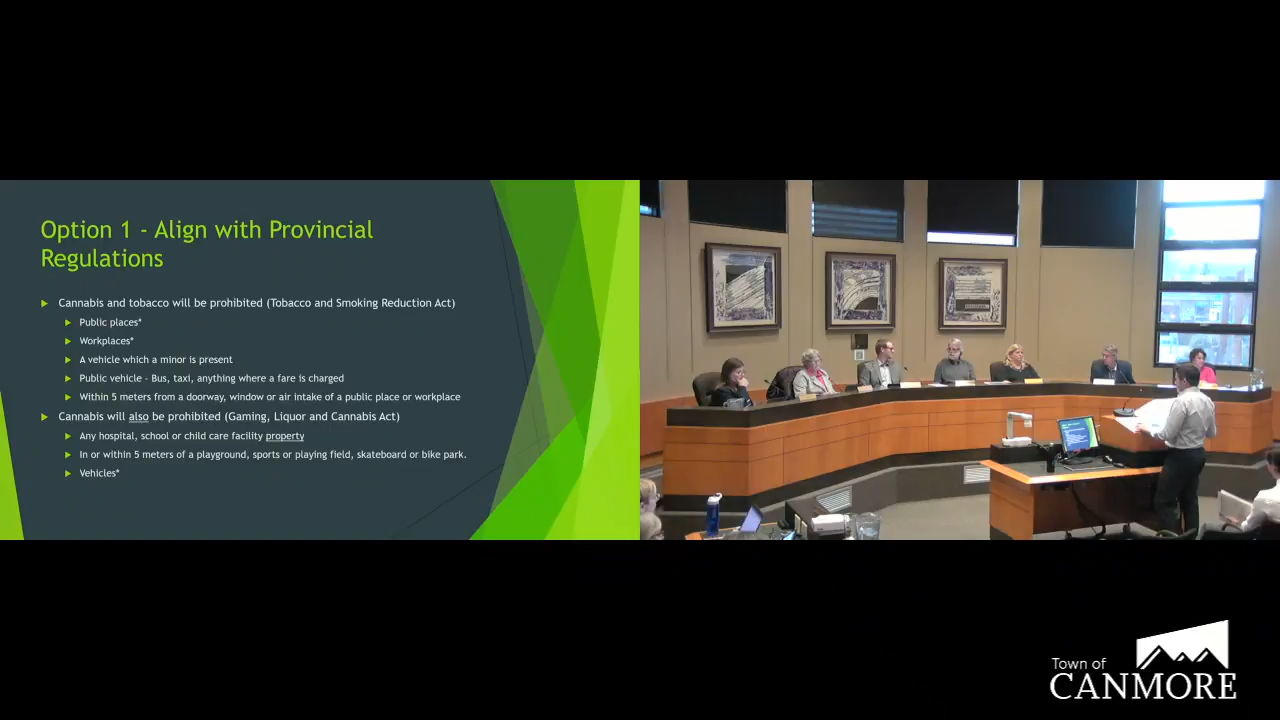 Option 1 - Align with Provincial
Regulations
Cannabis and tobacco will be prohibited (Tobacco and Smoking Reduction Act)
Public places*
Workplaces*
A vehicle which a minor is present
Public vehicle - Bus, taxi, anything where a fare is charged
Within 5 meters from a doorway, window or air intake of a public place or workplace
Cannabis will also be prohibited (Gaming, Liquor and Cannabis Act)
Any hospital, school or child care facility property
In or within 5 meters of a playground, sports or playing field, skateboard or bike park.
Vehicles*
Town of
CANMORE